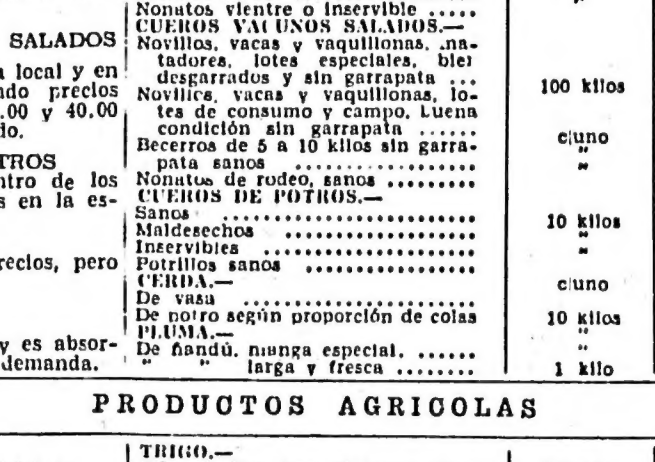 SALADOS
a local y en
ndo precios
.00 y 40.00
do.
TROS
ntro de los
s en la es-
recios, pero
y es absor-
demanda.
Nonatos vientre o inservible .....
CUEROS VACUNOS SALADOS.—
Novillos, vacas y vaquillonas, ma-
tadores, lotes especiales, bien
desgarrados y sin garrapata ...
Novillos, vacas y vaquillonas, lo-
tes de consumo y campo, buena
condición sin garrapata ......
Becerros de 5 a 10 kilos sin garra-
pata sanos ..................
Nonatos de rodeo, sanos .........
CUEROS DE POTROS.—
Sanos .........................
Maldesechos ...................
Inservibles ......................
Potrillos sanos .................
CERDA.—
De vasa .......................
De potro según proporción de colas
PLUMA.—
De ñandú, manga especial, ......
" " larga y fresca ........
"
100 kilos
c|uno
"
"
10 kilos
"
"
c|uno
10 kilos
"
"
1 kilo
PRODUCTOS AGRICOLAS
TRIGO.—